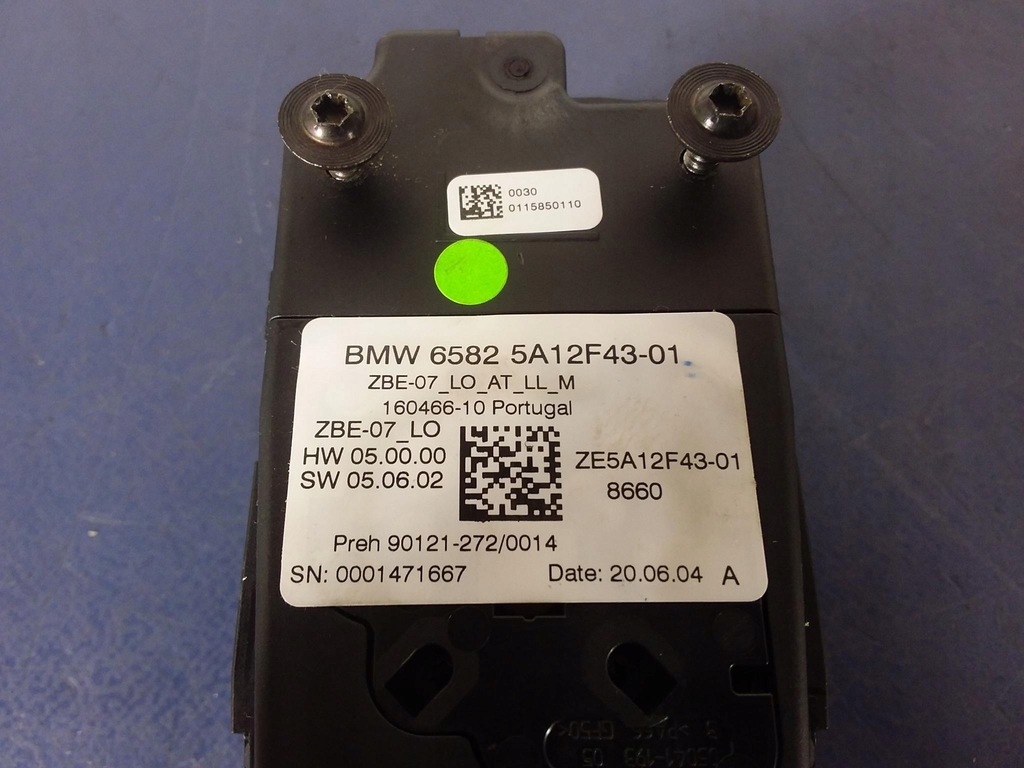 0030
0115850110
BMW 6582 5A12F43-01
ZBE-07_LO_AT_LL_M
160466-10 Portugal
ZBE-07_LO
HW 05.00.00
SW 05.06.02
ZE5A12F43-01
8660
Preh 90121-272/0014
SN: 0001471667
Date: 20.06.04 A